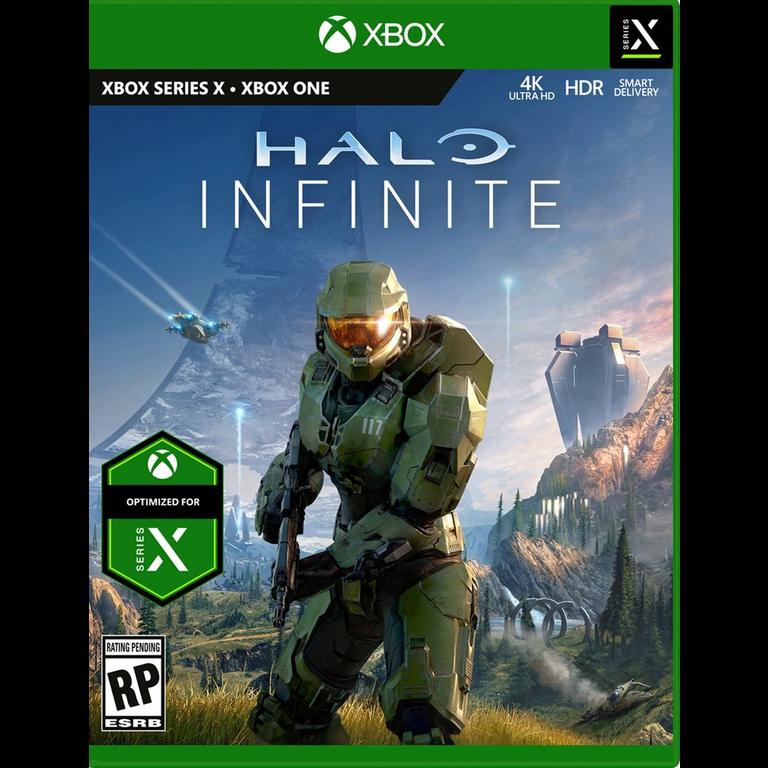 XBOX
SERIES X
XBOX SERIES X • XBOX ONE
4K
ULTRA HD
HDR
SMART
DELIVERY
HALO
INFINITE
117
OPTIMIZED FOR
SERIES X
RATING PENDING
RP
ESRB